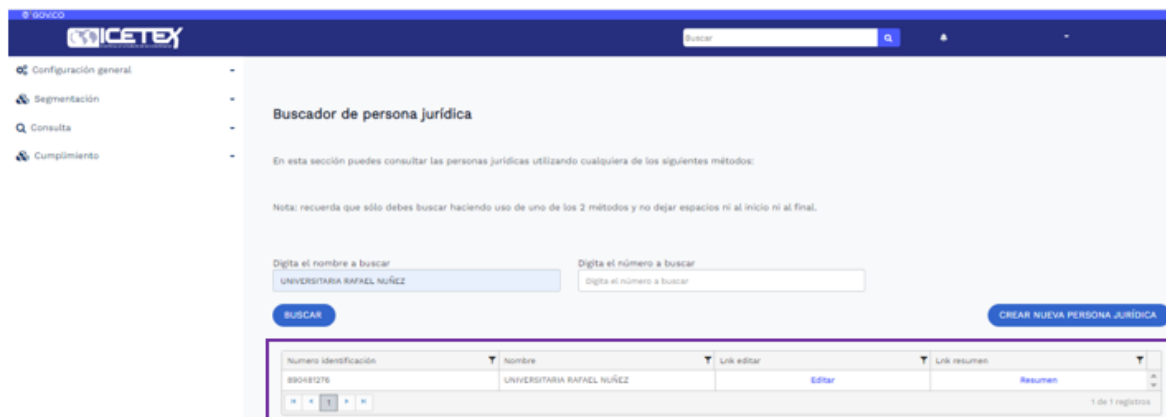 GOV.CO
ICETEX
Buscar
Configuración general
Segmentación
Consulta
Cumplimiento
Buscador de persona jurídica
En esta sección puedes consultar las personas jurídicas utilizando cualquiera de los siguientes métodos:
Nota: recuerda que sólo debes buscar haciendo uso de uno de los 2 métodos y no dejar espacios ni al inicio ni al final.
Digita el nombre a buscar Digita el número a buscar
UNIVERSITARIA RAFAEL NUÑEZ Digita el número a buscar
BUSCAR CREAR NUEVA PERSONA JURÍDICA
Numero identificación Nombre Lnk editar Lnk resumen
890481276 UNIVERSITARIA RAFAEL NUÑEZ Editar Resumen
1 1 de 1 registros